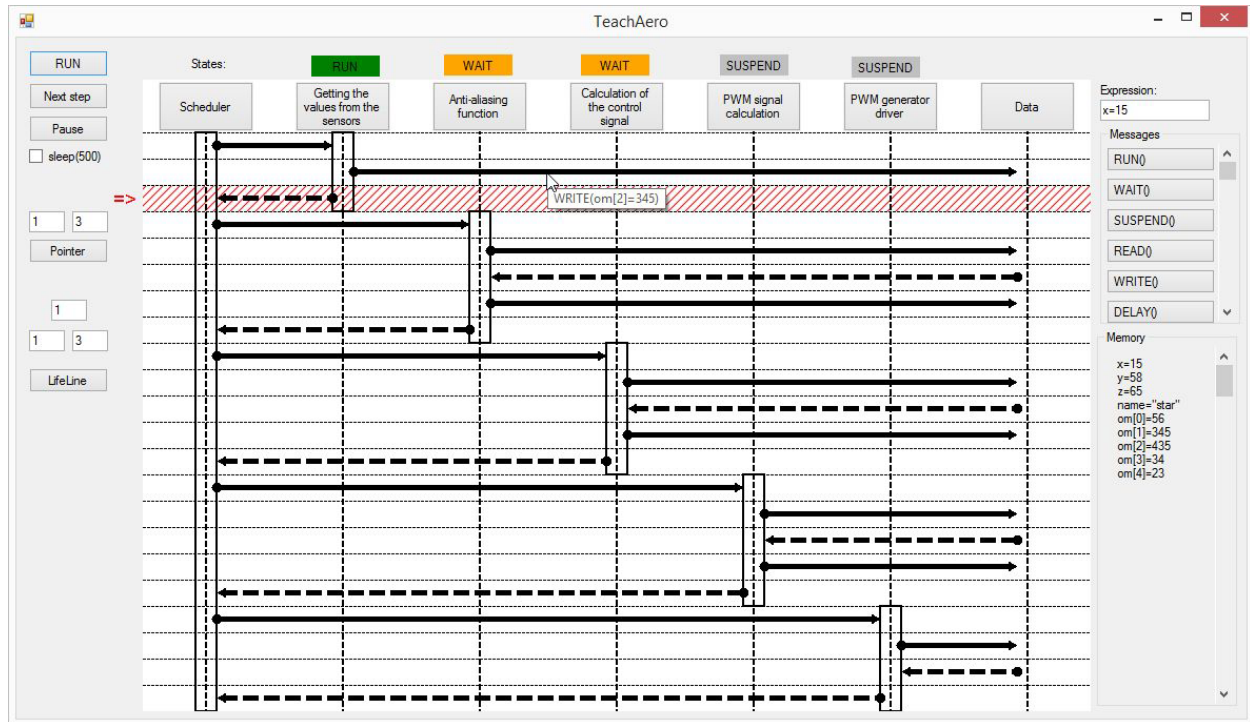 TeachAero
RUN
States:
RUN
WAIT
WAIT
SUSPEND
SUSPEND
Next step
Pause
sleep(500)
=>
1 3
Pointer
1
1 3
LifeLine
Scheduler
Getting the
values from the
sensors
Anti-aliasing
function
Calculation of
the control
signal
PWM signal
calculation
PWM generator
driver
Data
WRITE(om[2]=345)
Expression:
x=15
Messages
RUN()
WAIT()
SUSPEND()
READ()
WRITE()
DELAY()
Memory
x=15
y=58
z=65
name="star"
om[0]=56
om[1]=345
om[2]=435
om[3]=34
om[4]=23